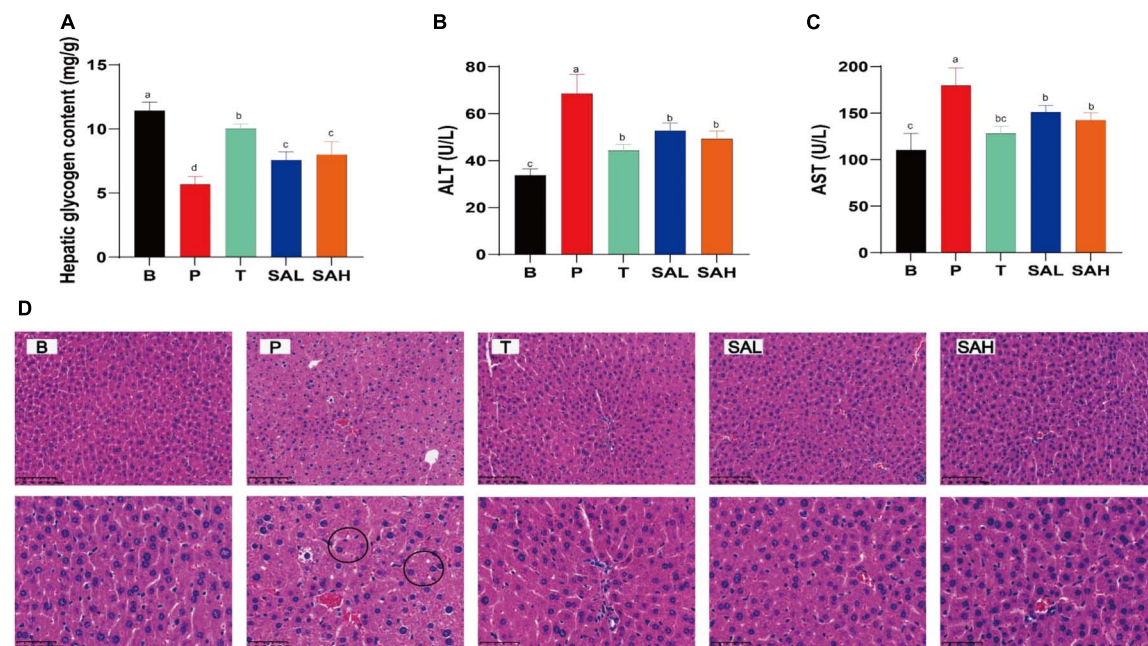 A
Hepatic glycogen content (mg/g)
15
10
5
0
a
d
b
c
c
B P T SAL SAH
B
ALT (U/L)
80
60
40
20
0
c
a
b
b
b
B P T SAL SAH
C
AST (U/L)
200
150
100
50
0
c
a
bc
b
b
B P T SAL SAH
D
B P T SAL SAH